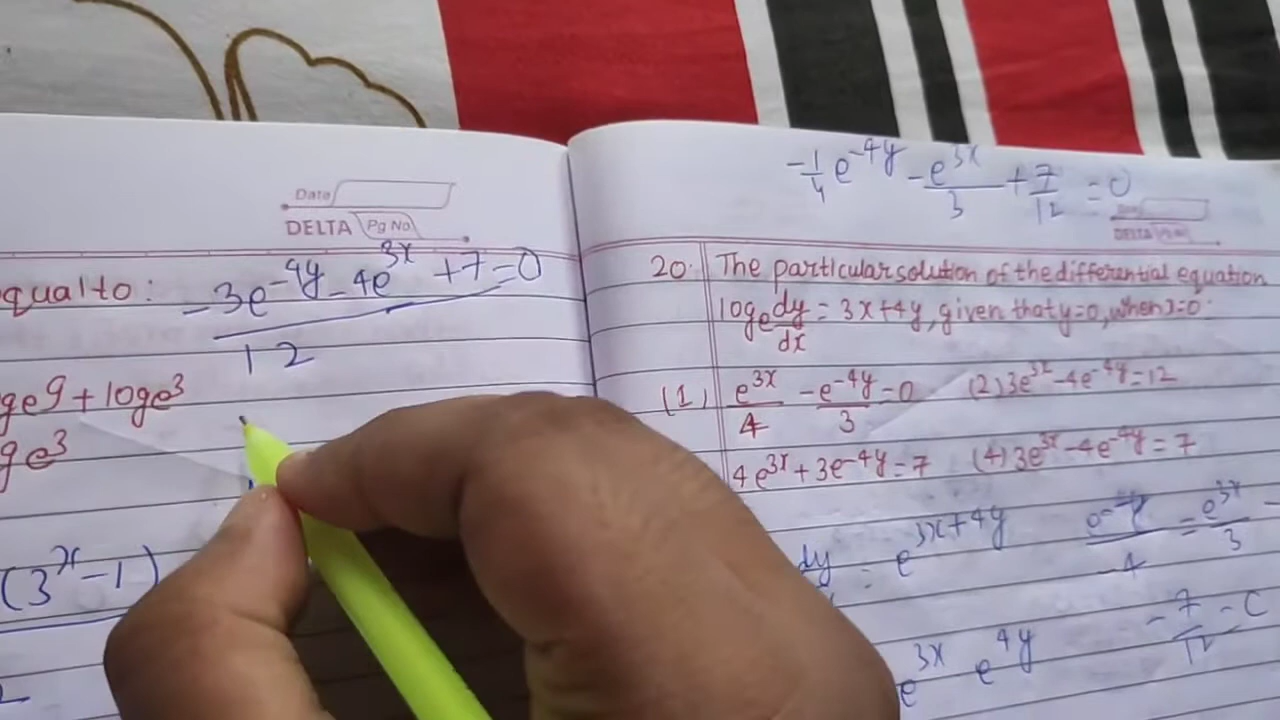 Date
DELTA Pg No
qual to: -3e^-4y - 4e^3x + 7 = 0
12
ge9 + loge3
ge3
(3^x - 1)
-1/4 e^-4y - e^3x/3 + 7/12 = 0
DELTA
20. The particular solution of the differential equation
loge dy/dx = 3x+4y, given that y=0, when x=0.
(1) e^3x/4 - e^-4y/3 = 0 (2) 3e^3x - 4e^-4y = 12
4e^3x + 3e^-4y = 7 (4) 3e^3x - 4e^-4y = 7
dy = e^3x+4y
-4 = e^3x/3
-7/12 = C
e^3x e^4y